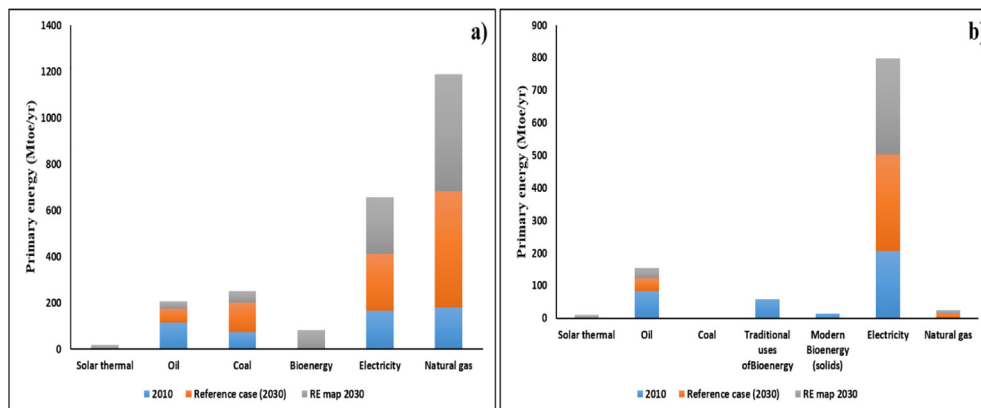 a)
Primary energy (Mtoe/yr)
1400
1200
1000
800
600
400
200
0
Solar thermal Oil Coal Bioenergy Electricity Natural gas
2010 Reference case (2030) RE map 2030
b)
Primary energy (Mtoe/yr)
900
800
700
600
500
400
300
200
100
0
Solar thermal Oil Coal Traditional Modern Electricity Natural gas
uses Bioenergy
ofBioenergy (solids)
2010 Reference case (2030) RE map 2030